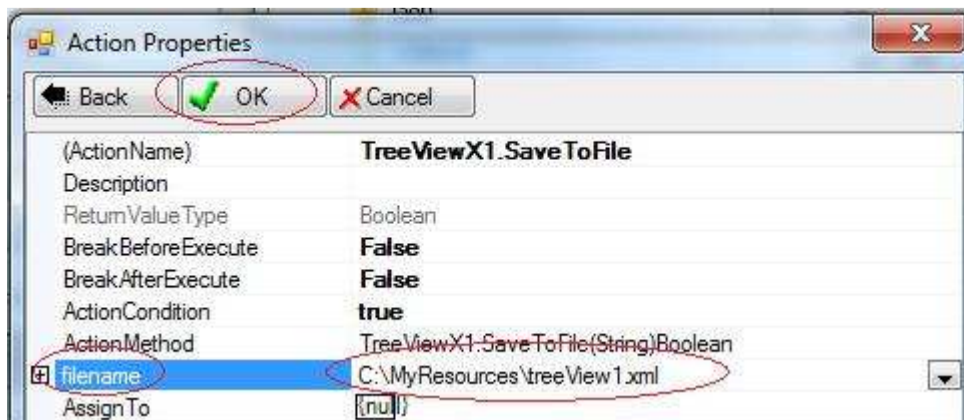 Action Properties
Back OK Cancel
(ActionName) TreeViewX1.SaveToFile
Description
ReturnValueType Boolean
BreakBeforeExecute False
BreakAfterExecute False
ActionCondition true
ActionMethod TreeViewX1.SaveToFile(String)Boolean
filename C:\MyResources\treeView1.xml
AssignTo {null}